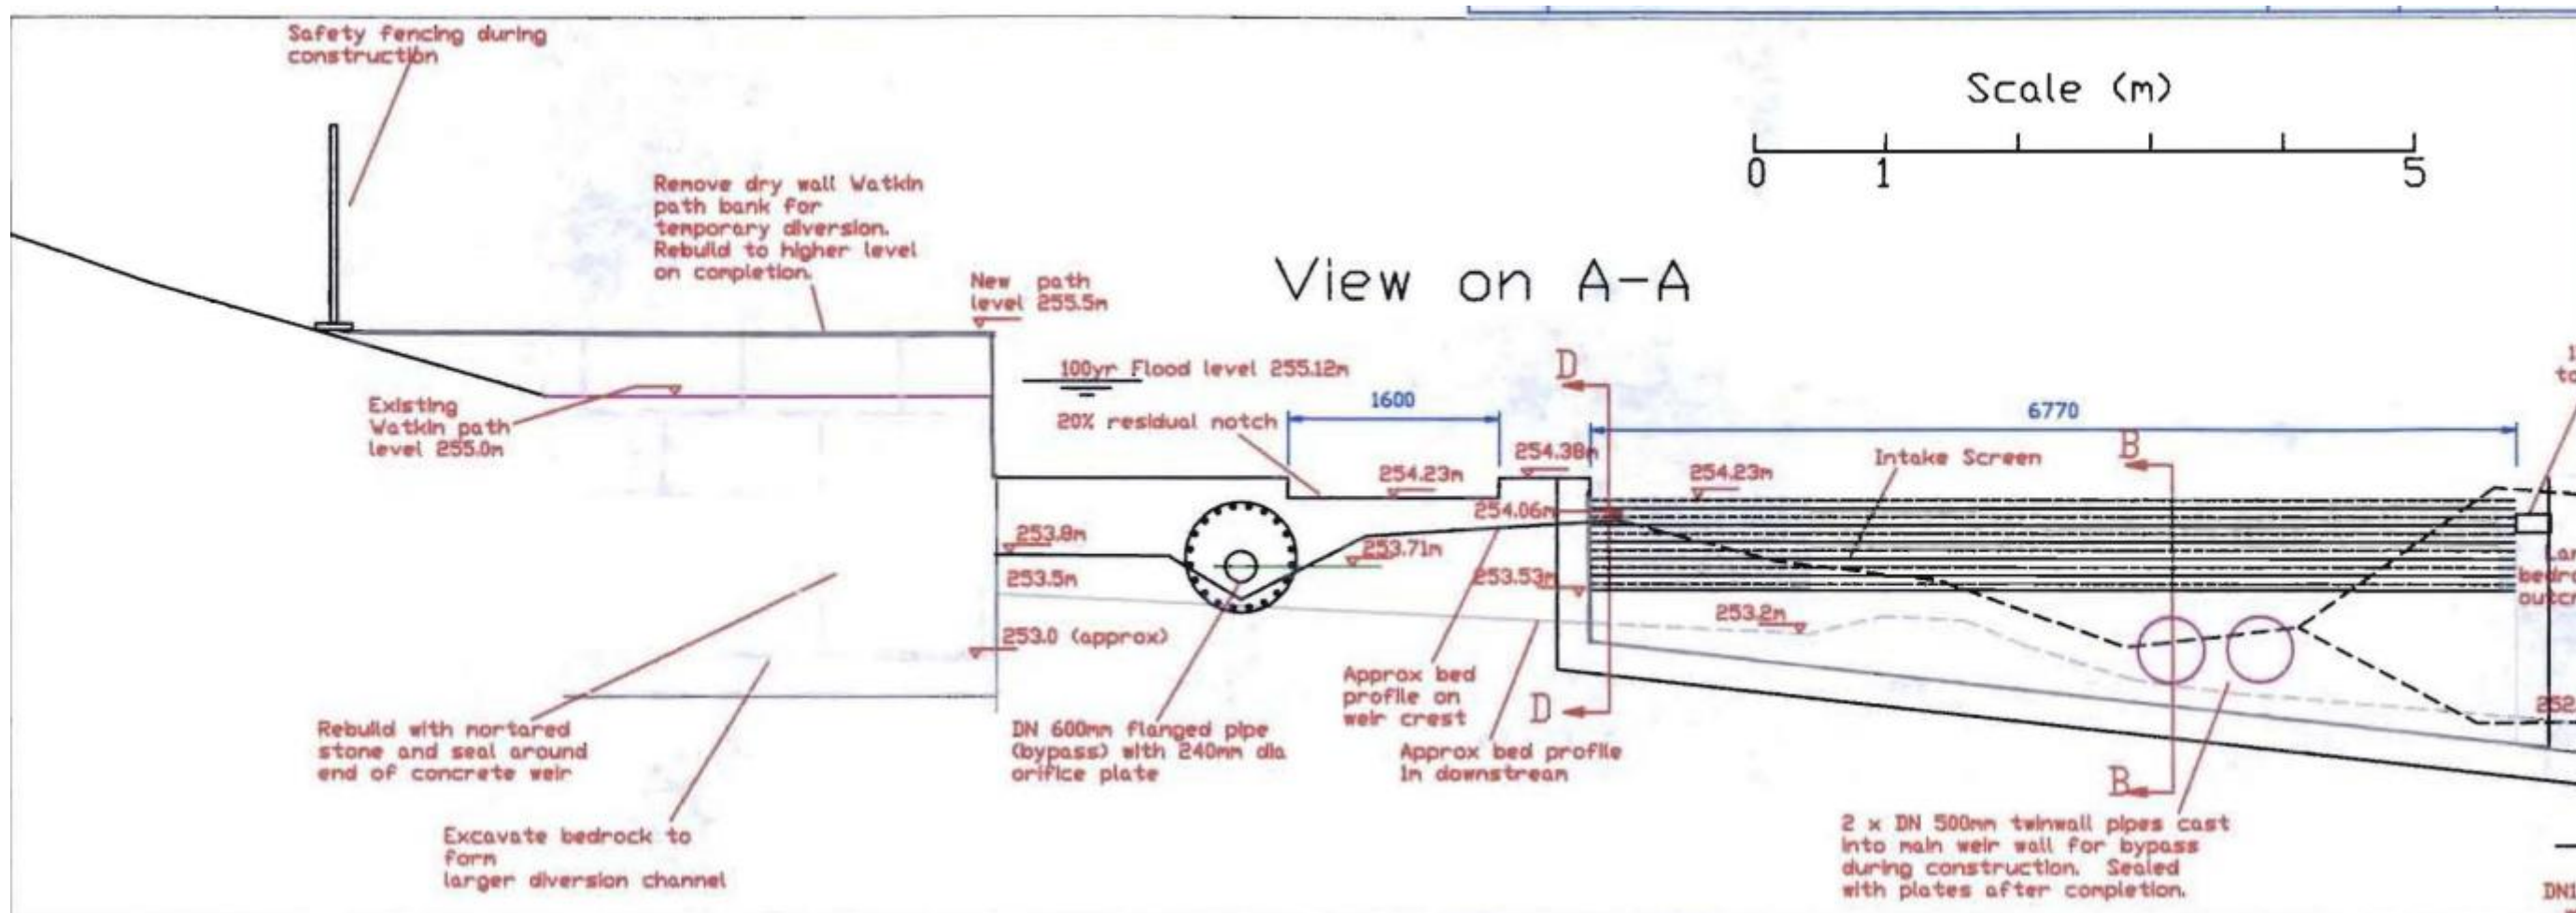 Safety fencing during
construction
Scale (m)
0 1 5
Remove dry wall Watkin
path bank for
temporary diversion.
Rebuild to higher level
on completion.
View on A-A
New path
level 255.5m
100yr Flood level 255.12m
D
1600
6770
Existing
Watkin path
level 255.0m
20% residual notch
254.38m
B
Intake Screen
254.23m
254.23m
254.06m
253.8m
253.71m
253.5m
253.53m
253.2m
253.0 (approx)
Approx bed
profile on
weir crest
D
Approx bed profile
in downstream
Rebuild with mortared
stone and seal around
end of concrete weir
DN 600mm flanged pipe
(bypass) with 240mm dia
orifice plate
B
Excavate bedrock to
form
larger diversion channel
2 x DN 500mm twinwall pipes cast
into main weir wall for bypass
during construction. Sealed
with plates after completion.
252.
DN1